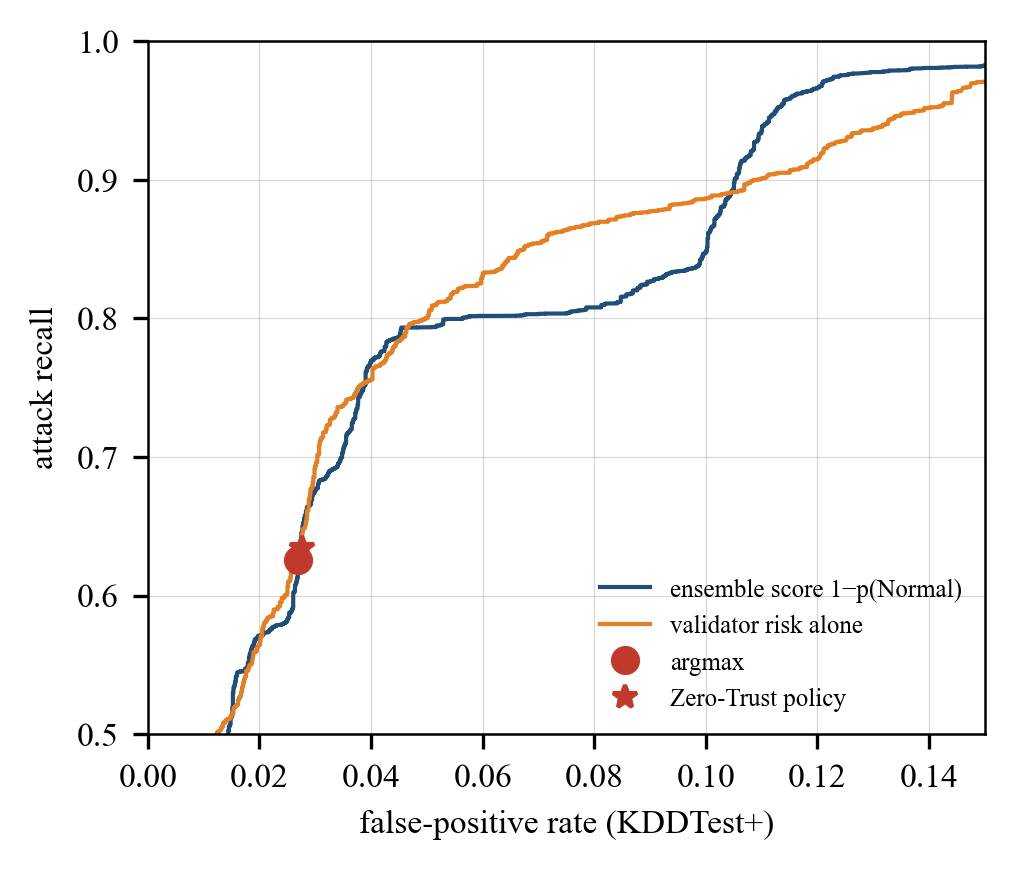 1.0
0.9
0.8
0.7
0.6
0.5
attack recall
ensemble score 1−p(Normal)
validator risk alone
argmax
Zero-Trust policy
0.00 0.02 0.04 0.06 0.08 0.10 0.12 0.14
false-positive rate (KDDTest+)